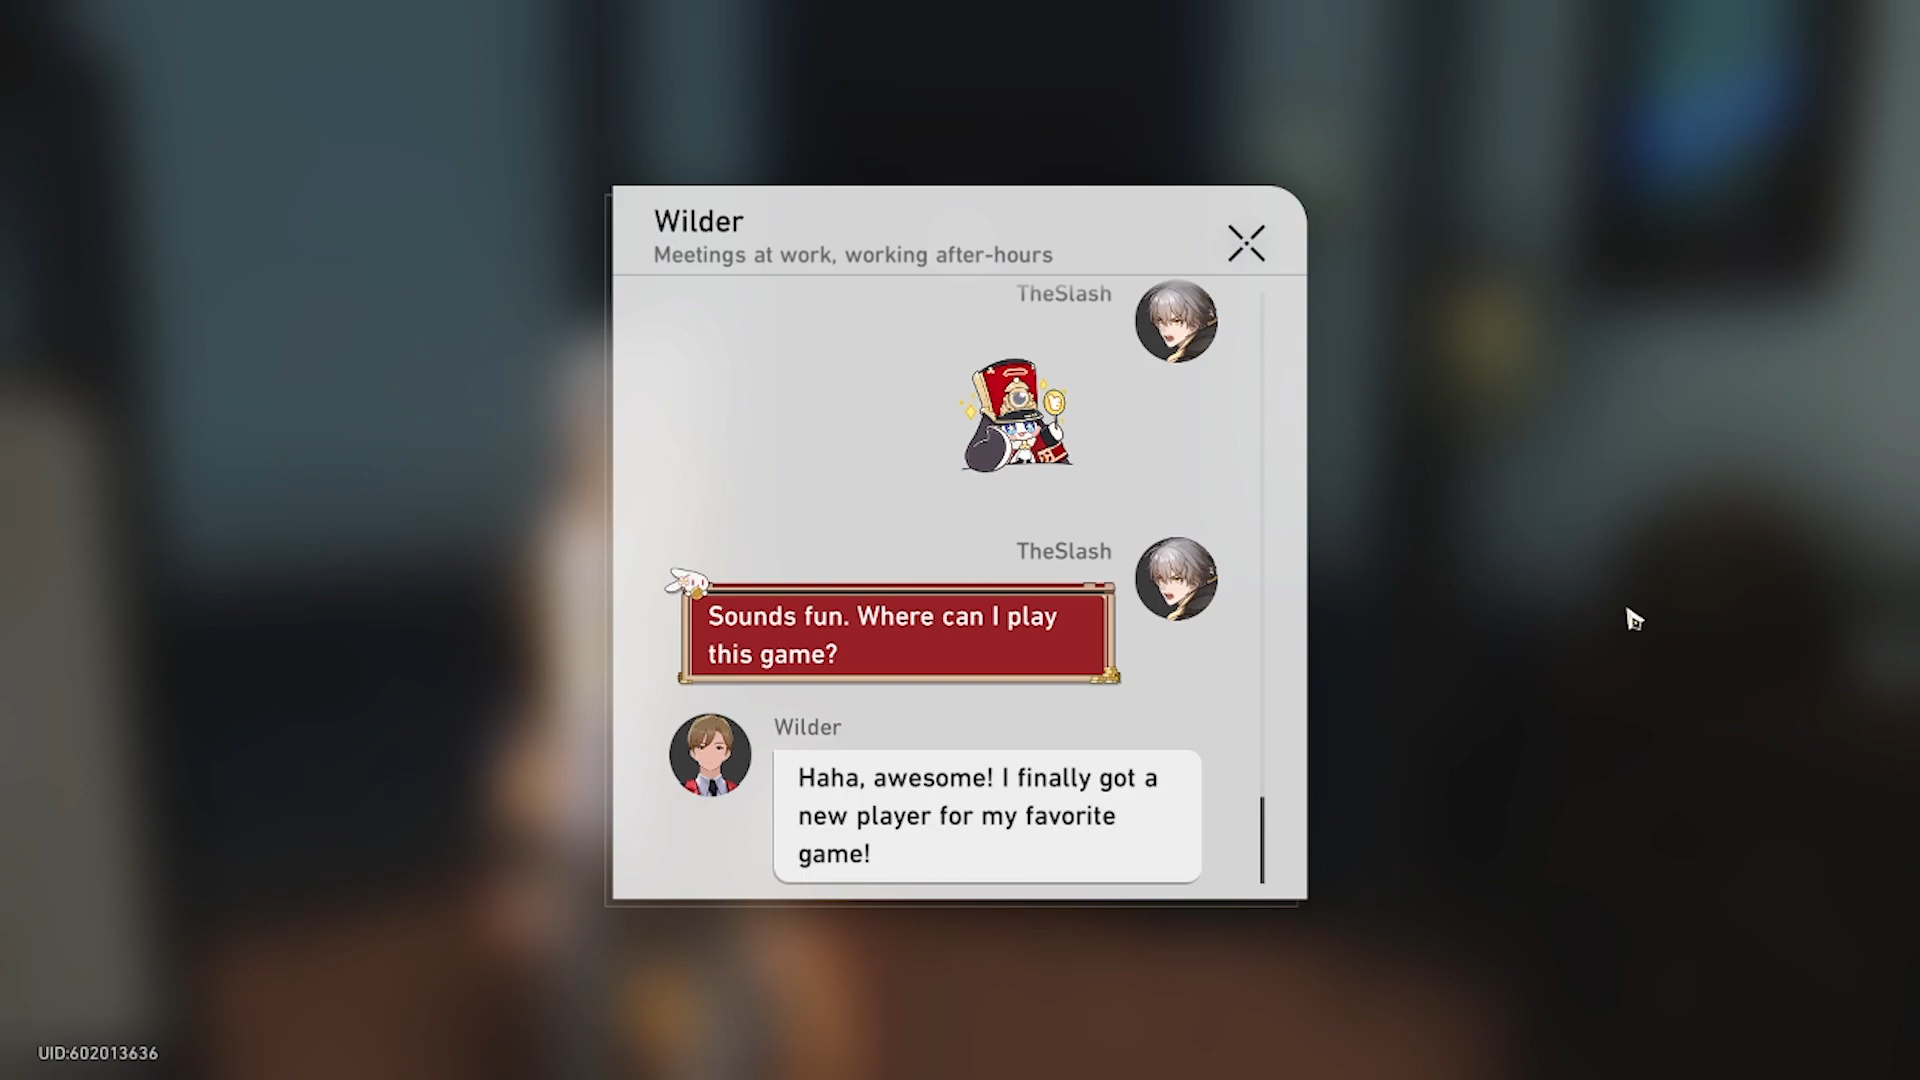 Wilder
Meetings at work, working after-hours
TheSlash
TheSlash
Sounds fun. Where can I play
this game?
Wilder
Haha, awesome! I finally got a
new player for my favorite
game!
UID:602013636